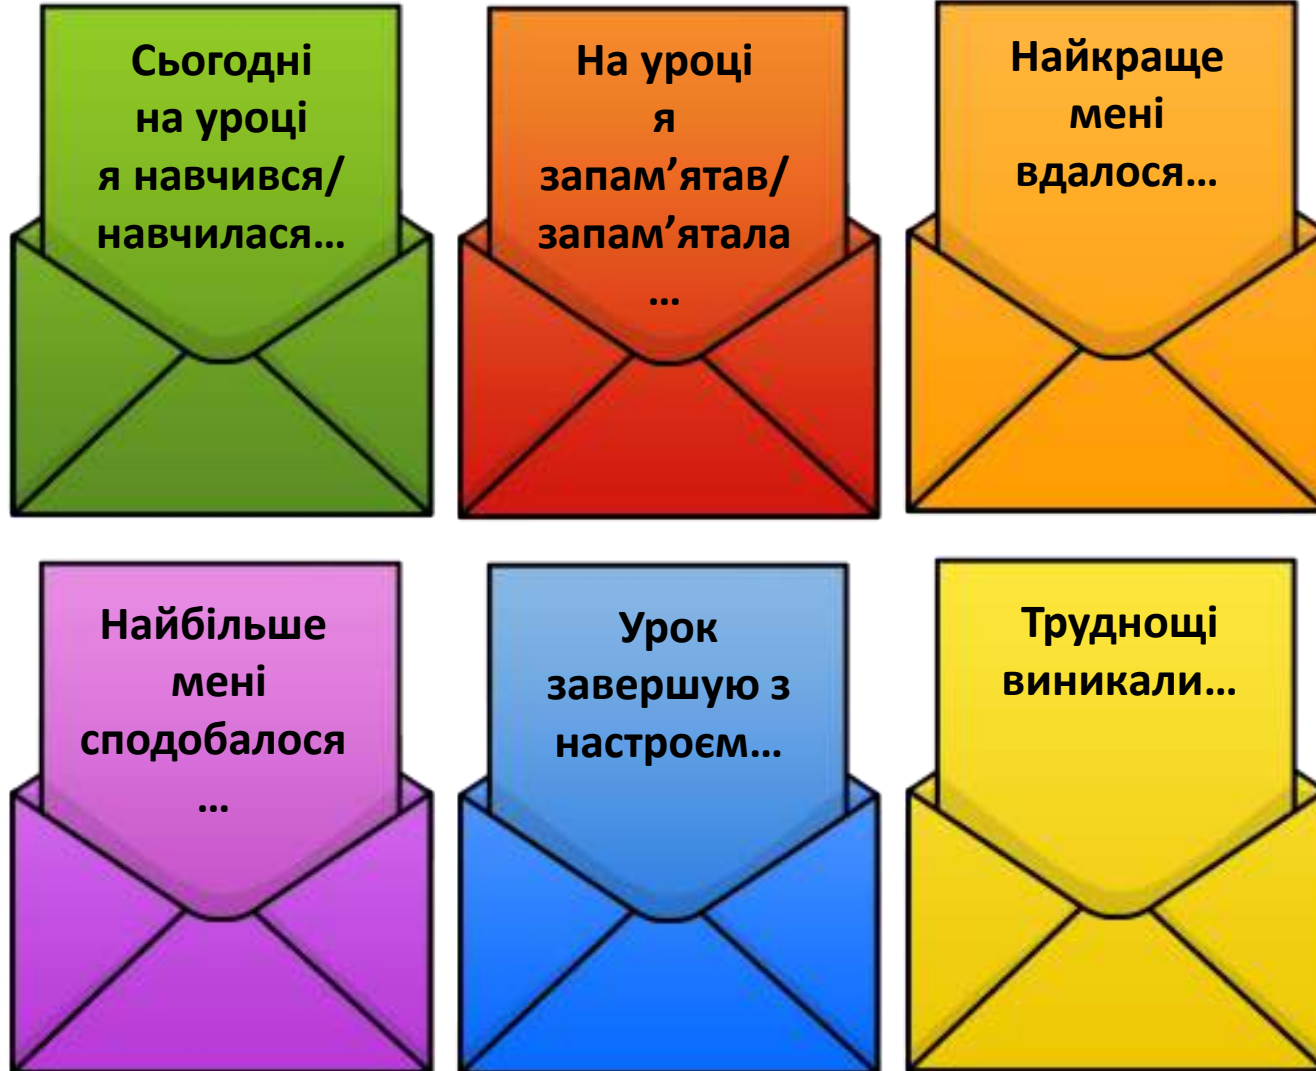 Сьогодні
на уроці
я навчився/
навчилася...
На уроці
я
запам’ятав/
запам’ятала
...
Найкраще
мені
вдалося...
Найбільше
мені
сподобалося
...
Урок
завершую з
настроєм...
Труднощі
виникали...